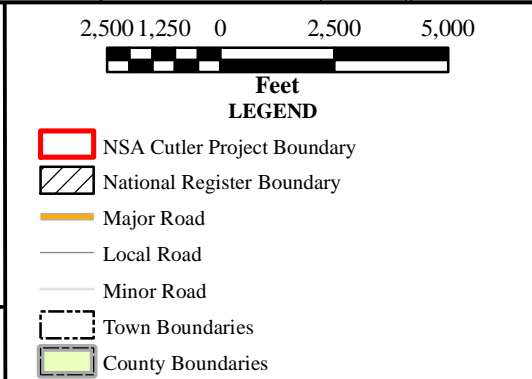 2,500 1,250 0 2,500 5,000
Feet
LEGEND
NSA Cutler Project Boundary
National Register Boundary
Major Road
Local Road
Minor Road
Town Boundaries
County Boundaries